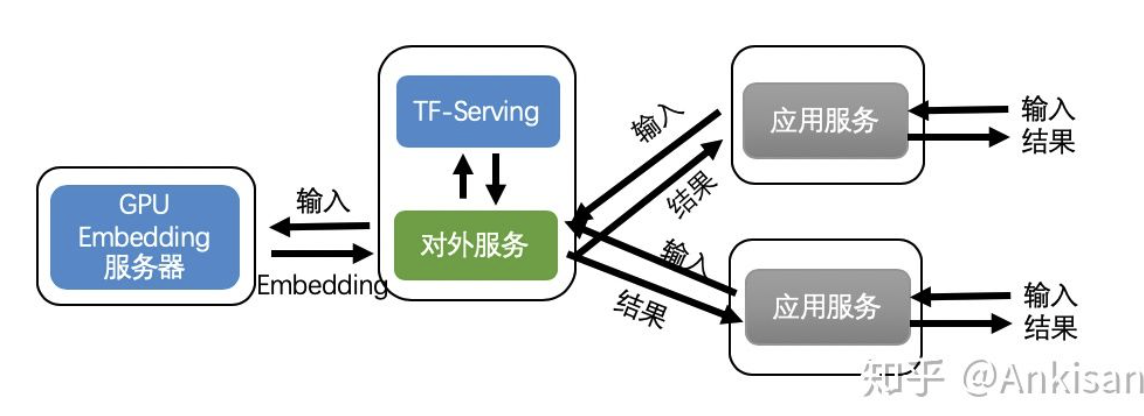 GPU
Embedding
服务器
输入
Embedding
TF-Serving
对外服务
输入
结果
输入
结果
应用服务
输入
结果
应用服务
输入
结果
知乎 @Ankisan